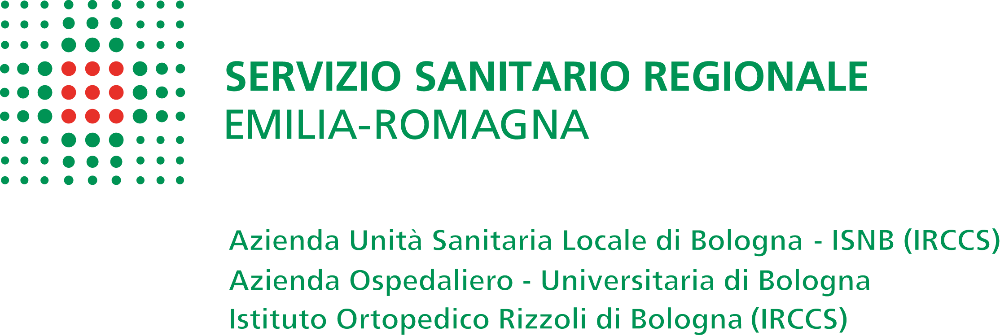 SERVIZIO SANITARIO REGIONALE
EMILIA-ROMAGNA
Azienda Unità Sanitaria Locale di Bologna - ISNB (IRCCS)
Azienda Ospedaliero - Universitaria di Bologna
Istituto Ortopedico Rizzoli di Bologna (IRCCS)